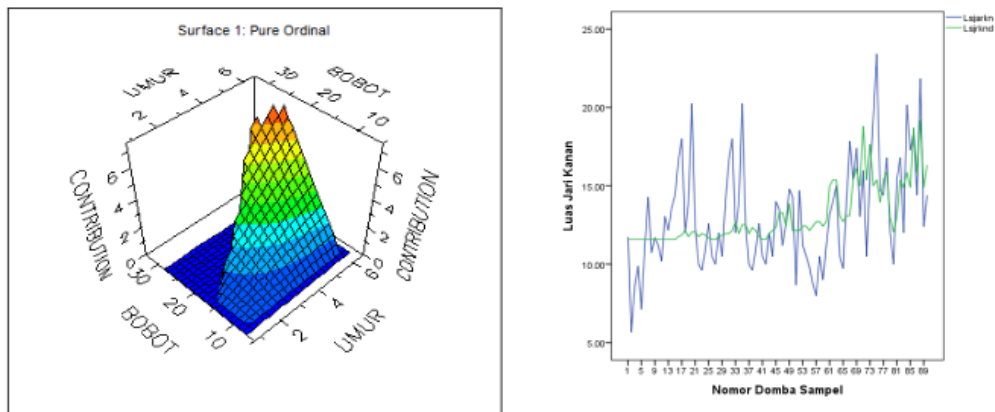 Surface 1: Pure Ordinal
UMUR
BOBOT
2
4
6
30
20
10
CONTRIBUTION
6
4
2
0
CONTRIBUTION
6
4
2
0
30
20
10
BOBOT
2
4
6
UMUR
Lsjarkn
Lsjrknd
25.00
20.00
15.00
10.00
5.00
Luas Jari Kanan
1 5 9 13 17 21 25 29 33 37 41 45 49 53 57 61 65 69 73 77 81 85 89
Nomor Domba Sampel